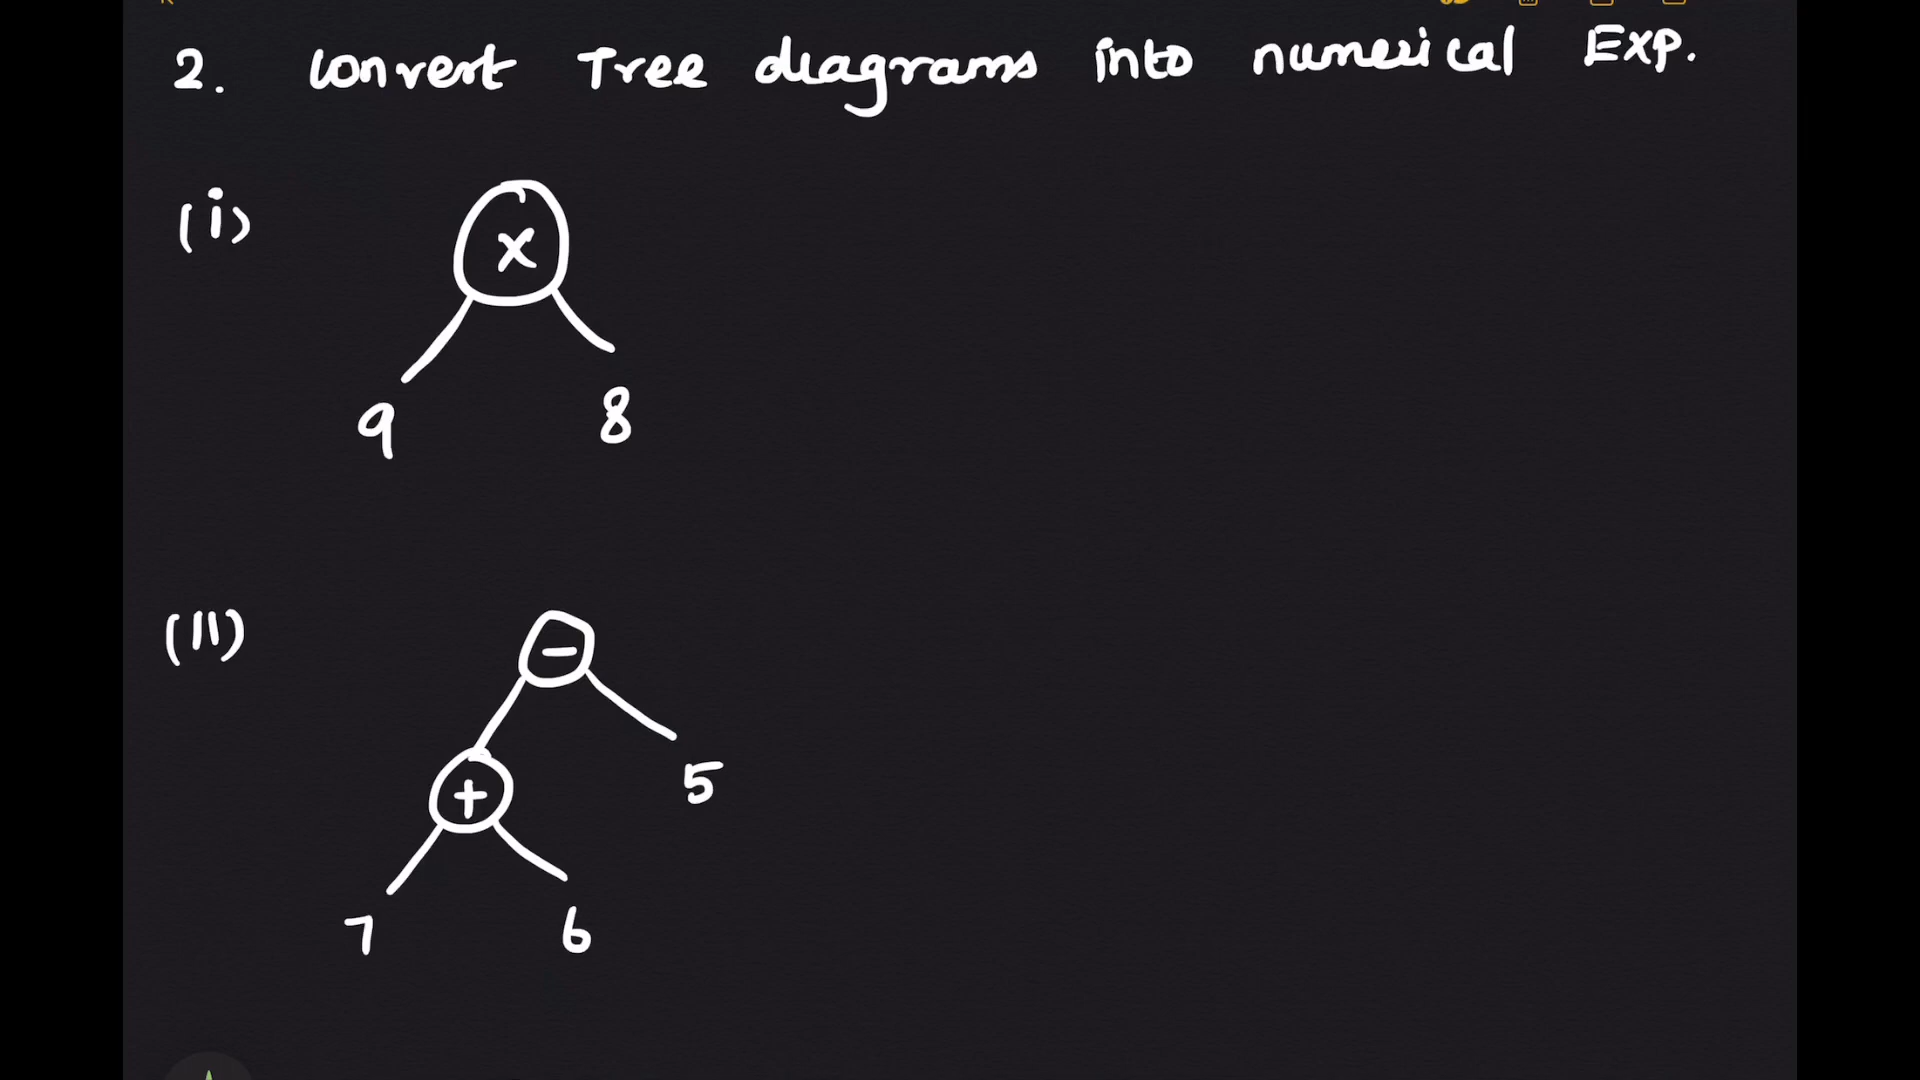 2. Convert Tree diagrams into numerical Exp.
(i)
×
9 8
(II)
−
+ 5
7 6